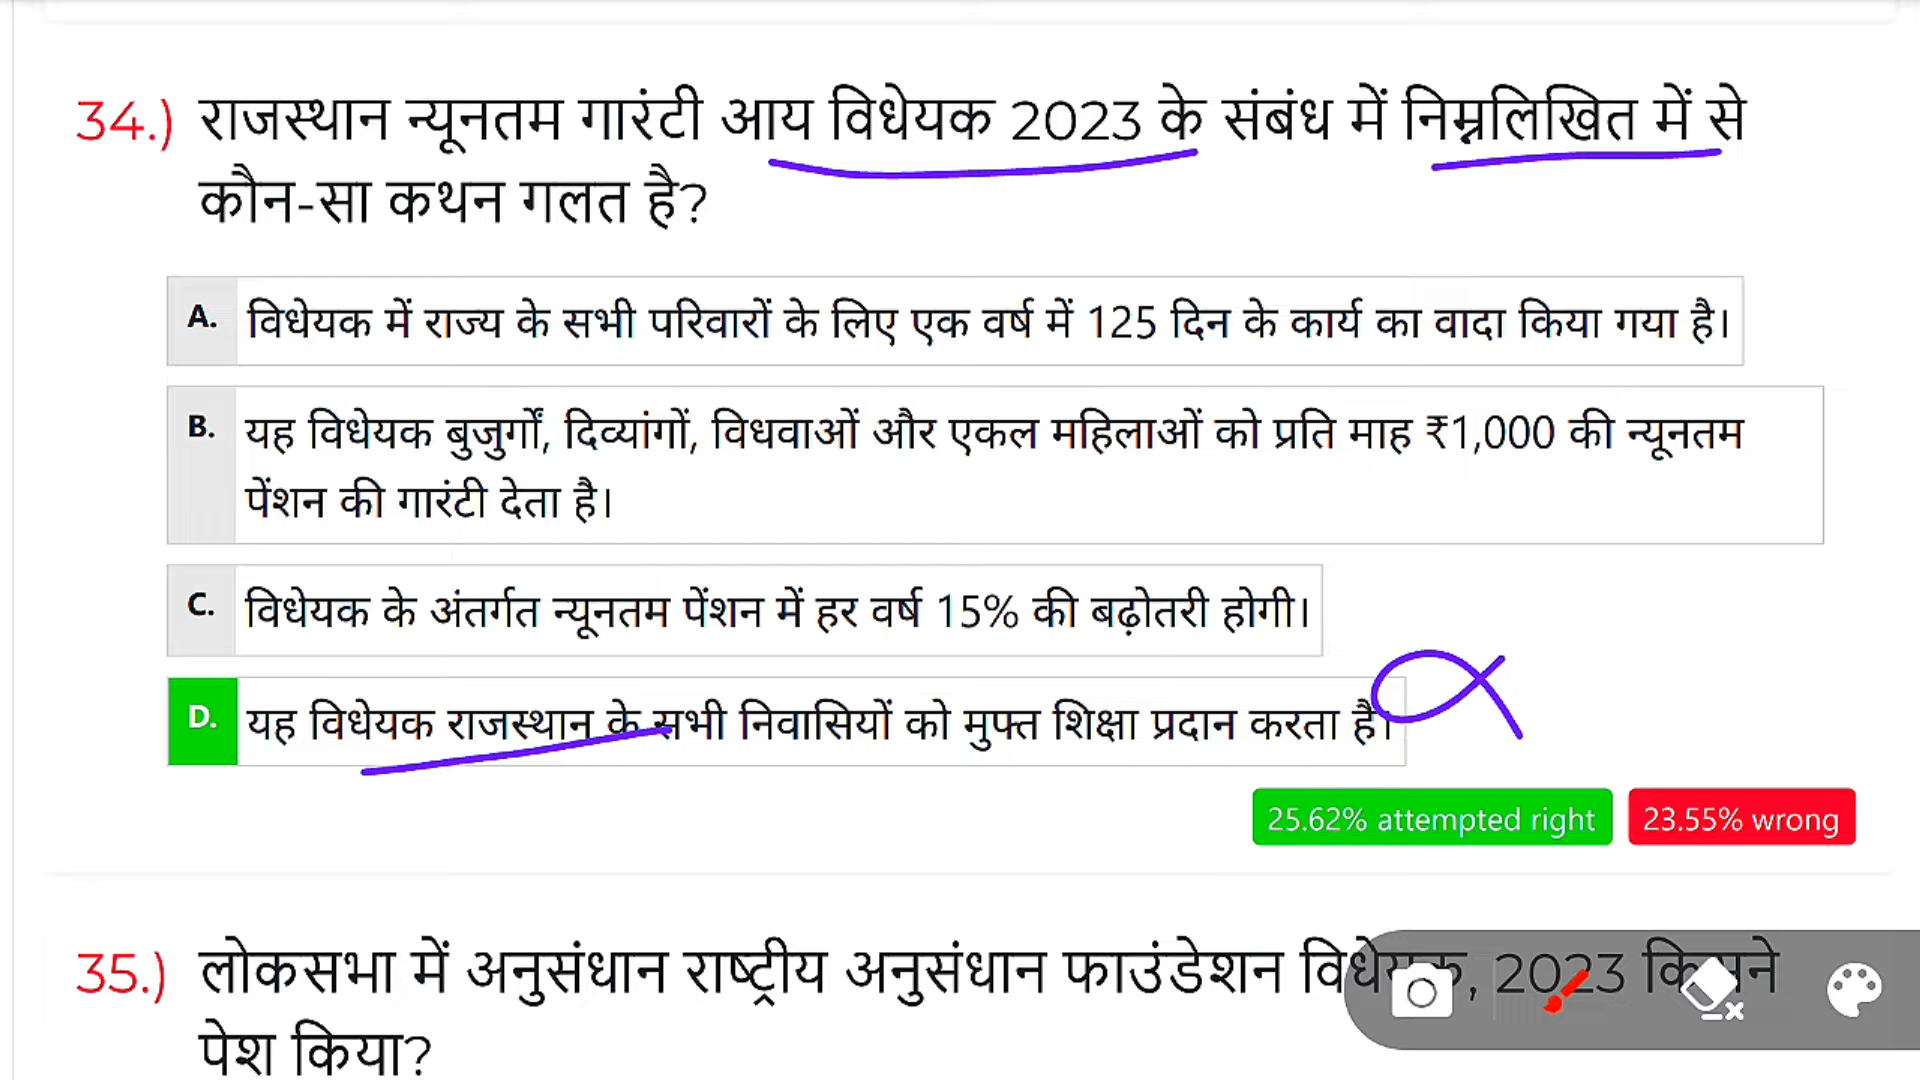 34.) राजस्थान न्यूनतम गारंटी आय विधेयक 2023 के संबंध में निम्नलिखित में से
कौन-सा कथन गलत है?
A. विधेयक में राज्य के सभी परिवारों के लिए एक वर्ष में 125 दिन के कार्य का वादा किया गया है।
B. यह विधेयक बुजुर्गों, दिव्यांगों, विधवाओं और एकल महिलाओं को प्रति माह ₹1,000 की न्यूनतम
पेंशन की गारंटी देता है।
C. विधेयक के अंतर्गत न्यूनतम पेंशन में हर वर्ष 15% की बढ़ोतरी होगी।
D. यह विधेयक राजस्थान के सभी निवासियों को मुफ्त शिक्षा प्रदान करता है।
25.62% attempted right 23.55% wrong
35.) लोकसभा में अनुसंधान राष्ट्रीय अनुसंधान फाउंडेशन विधेयक, 2023 किसने
पेश किया?